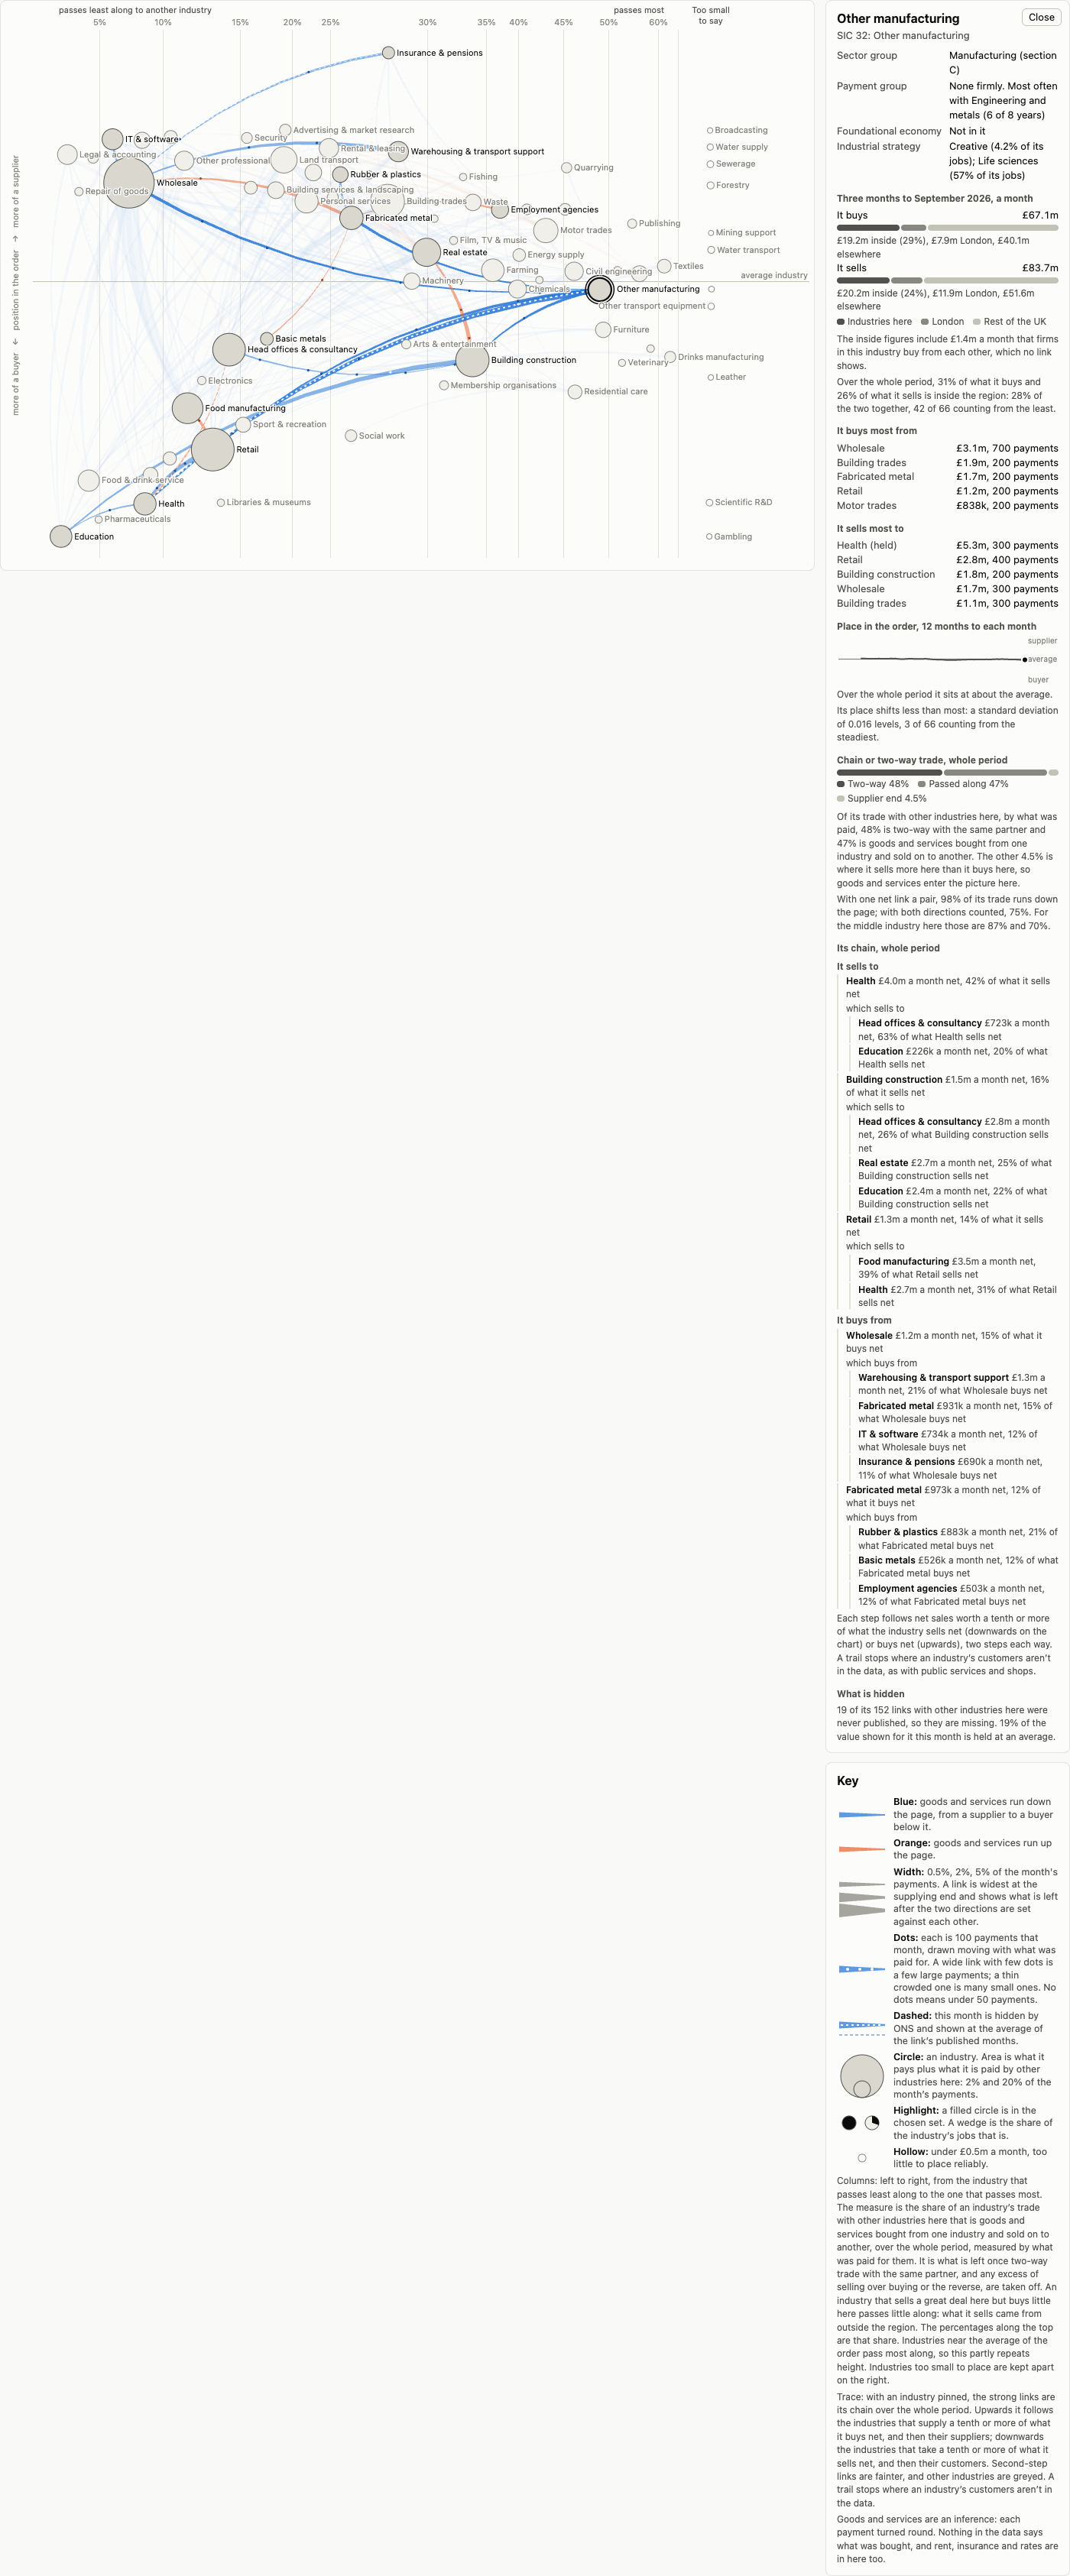 passes least along to another industry
passes most
Too small
to say
5%
10%
15%
20%
25%
30%
35%
40%
45%
50%
60%
more of a buyer ← position in the order → more of a supplier
Insurance & pensions
IT & software
Advertising & market research
Security
Legal & accounting
Other professional
Land transport
Rental & leasing
Warehousing & transport support
Quarrying
Wholesale
Repair of goods
Rubber & plastics
Fishing
Building services & landscaping
Personal services
Building trades
Waste
Employment agencies
Fabricated metal
Publishing
Motor trades
Film, TV & music
Real estate
Energy supply
Farming
Civil engineering
Textiles
Machinery
Chemicals
Other manufacturing
Other transport equipment
average industry
Broadcasting
Water supply
Sewerage
Forestry
Mining support
Water transport
Furniture
Basic metals
Head offices & consultancy
Arts & entertainment
Building construction
Veterinary
Drinks manufacturing
Leather
Electronics
Membership organisations
Residential care
Food manufacturing
Sport & recreation
Social work
Retail
Food & drink service
Health
Libraries & museums
Scientific R&D
Pharmaceuticals
Education
Gambling
Other manufacturing
Close
SIC 32: Other manufacturing
Sector group
Manufacturing (section
C)
Payment group
None firmly. Most often
with Engineering and
metals (6 of 8 years)
Foundational economy
Not in it
Industrial strategy
Creative (4.2% of its
jobs); Life sciences
(57% of its jobs)
Three months to September 2026, a month
It buys £67.1m
£19.2m inside (29%), £7.9m London, £40.1m
elsewhere
It sells £83.7m
£20.2m inside (24%), £11.9m London, £51.6m
elsewhere
Industries here London Rest of the UK
The inside figures include £1.4m a month that firms
in this industry buy from each other, which no link
shows.
Over the whole period, 31% of what it buys and
26% of what it sells is inside the region: 28% of
the two together, 42 of 66 counting from the least.
It buys most from
Wholesale £3.1m, 700 payments
Building trades £1.9m, 200 payments
Fabricated metal £1.7m, 200 payments
Retail £1.2m, 200 payments
Motor trades £838k, 200 payments
It sells most to
Health (held) £5.3m, 300 payments
Retail £2.8m, 400 payments
Building construction £1.8m, 200 payments
Wholesale £1.7m, 300 payments
Building trades £1.1m, 300 payments
Place in the order, 12 months to each month
supplier
average
buyer
Over the whole period it sits at about the average.
Its place shifts less than most: a standard deviation
of 0.016 levels, 3 of 66 counting from the
steadiest.
Chain or two-way trade, whole period
Two-way 48% Passed along 47%
Supplier end 4.5%
Of its trade with other industries here, by what was
paid, 48% is two-way with the same partner and
47% is goods and services bought from one
industry and sold on to another. The other 4.5% is
where it sells more here than it buys here, so
goods and services enter the picture here.
With one net link a pair, 98% of its trade runs down
the page; with both directions counted, 75%. For
the middle industry here those are 87% and 70%.
Its chain, whole period
It sells to
Health £4.0m a month net, 42% of what it sells
net
which sells to
Head offices & consultancy £723k a month
net, 63% of what Health sells net
Education £226k a month net, 20% of what
Health sells net
Building construction £1.5m a month net, 16%
of what it sells net
which sells to
Head offices & consultancy £2.8m a month
net, 26% of what Building construction sells
net
Real estate £2.7m a month net, 25% of what
Building construction sells net
Education £2.4m a month net, 22% of what
Building construction sells net
Retail £1.3m a month net, 14% of what it sells
net
which sells to
Food manufacturing £3.5m a month net,
39% of what Retail sells net
Health £2.7m a month net, 31% of what Retail
sells net
It buys from
Wholesale £1.2m a month net, 15% of what it
buys net
which buys from
Warehousing & transport support £1.3m a
month net, 21% of what Wholesale buys net
Fabricated metal £931k a month net, 15% of
what Wholesale buys net
IT & software £734k a month net, 12% of
what Wholesale buys net
Insurance & pensions £690k a month net,
11% of what Wholesale buys net
Fabricated metal £973k a month net, 12% of
what it buys net
which buys from
Rubber & plastics £883k a month net, 21% of
what Fabricated metal buys net
Basic metals £526k a month net, 12% of what
Fabricated metal buys net
Employment agencies £503k a month net,
12% of what Fabricated metal buys net
Each step follows net sales worth a tenth or more
of what the industry sells net (downwards on the
chart) or buys net (upwards), two steps each way.
A trail stops where an industry's customers aren't
in the data, as with public services and shops.
What is hidden
19 of its 152 links with other industries here were
never published, so they are missing. 19% of the
value shown for it this month is held at an average.
Key
Blue: goods and services run down
the page, from a supplier to a buyer
below it.
Orange: goods and services run up
the page.
Width: 0.5%, 2%, 5% of the month's
payments. A link is widest at the
supplying end and shows what is left
after the two directions are set
against each other.
Dots: each is 100 payments that
month, drawn moving with what was
paid for. A wide link with few dots is
a few large payments; a thin
crowded one is many small ones. No
dots means under 50 payments.
Dashed: this month is hidden by
ONS and shown at the average of
the link's published months.
Circle: an industry. Area is what it
pays plus what it is paid by other
industries here: 2% and 20% of the
month's payments.
Highlight: a filled circle is in the
chosen set. A wedge is the share of
the industry's jobs that is.
Hollow: under £0.5m a month, too
little to place reliably.
Columns: left to right, from the industry that
passes least along to the one that passes most.
The measure is the share of an industry's trade
with other industries here that is goods and
services bought from one industry and sold on to
another, over the whole period, measured by what
was paid for them. It is what is left once two-way
trade with the same partner, and any excess of
selling over buying or the reverse, are taken off. An
industry that sells a great deal here but buys little
here passes little along: what it sells came from
outside the region. The percentages along the top
are that share. Industries near the average of the
order pass most along, so this partly repeats
height. Industries too small to place are kept apart
on the right.
Trace: with an industry pinned, the strong links are
its chain over the whole period. Upwards it follows
the industries that supply a tenth or more of what
it buys net, and then their suppliers; downwards
the industries that take a tenth or more of what it
sells net, and then their customers. Second-step
links are fainter, and other industries are greyed. A
trail stops where an industry's customers aren't in
the data.
Goods and services are an inference: each
payment turned round. Nothing in the data says
what was bought, and rent, insurance and rates are
in here too.